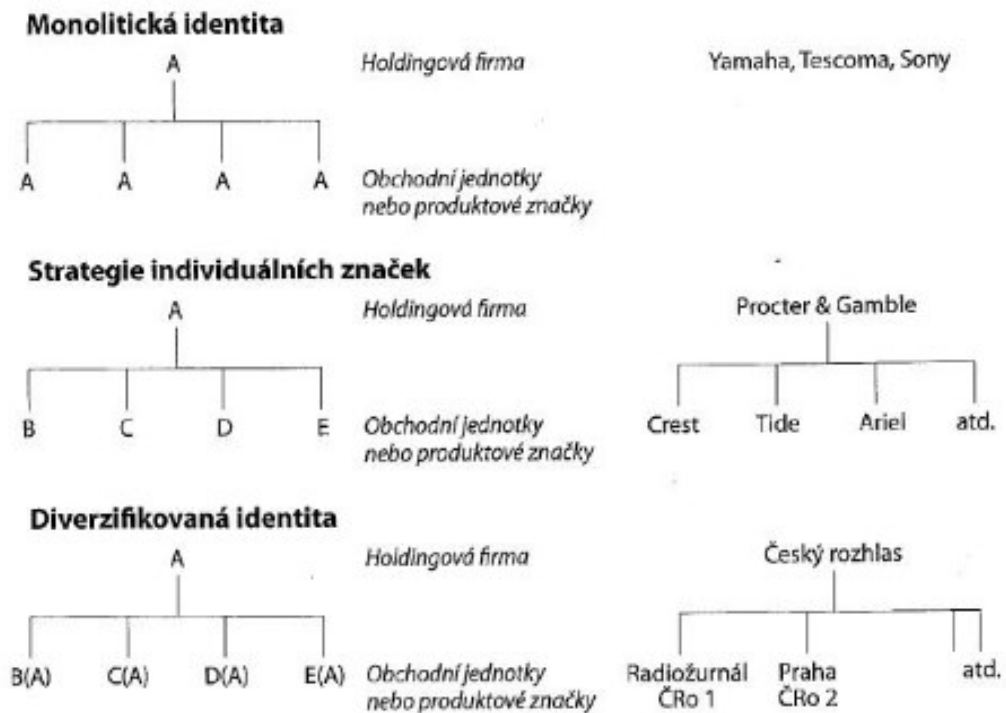 Monolitická identita
A Holdingová firma Yamaha, Tescoma, Sony
A A A A Obchodní jednotky
nebo produktové značky
Strategie individuálních značek
A Holdingová firma Procter & Gamble
B C D E Obchodní jednotky Crest Tide Ariel atd.
nebo produktové značky
Diverzifikovaná identita
A Holdingová firma Český rozhlas
B(A) C(A) D(A) E(A) Obchodní jednotky Radiožurnál Praha atd.
nebo produktové značky ČRo 1 ČRo 2